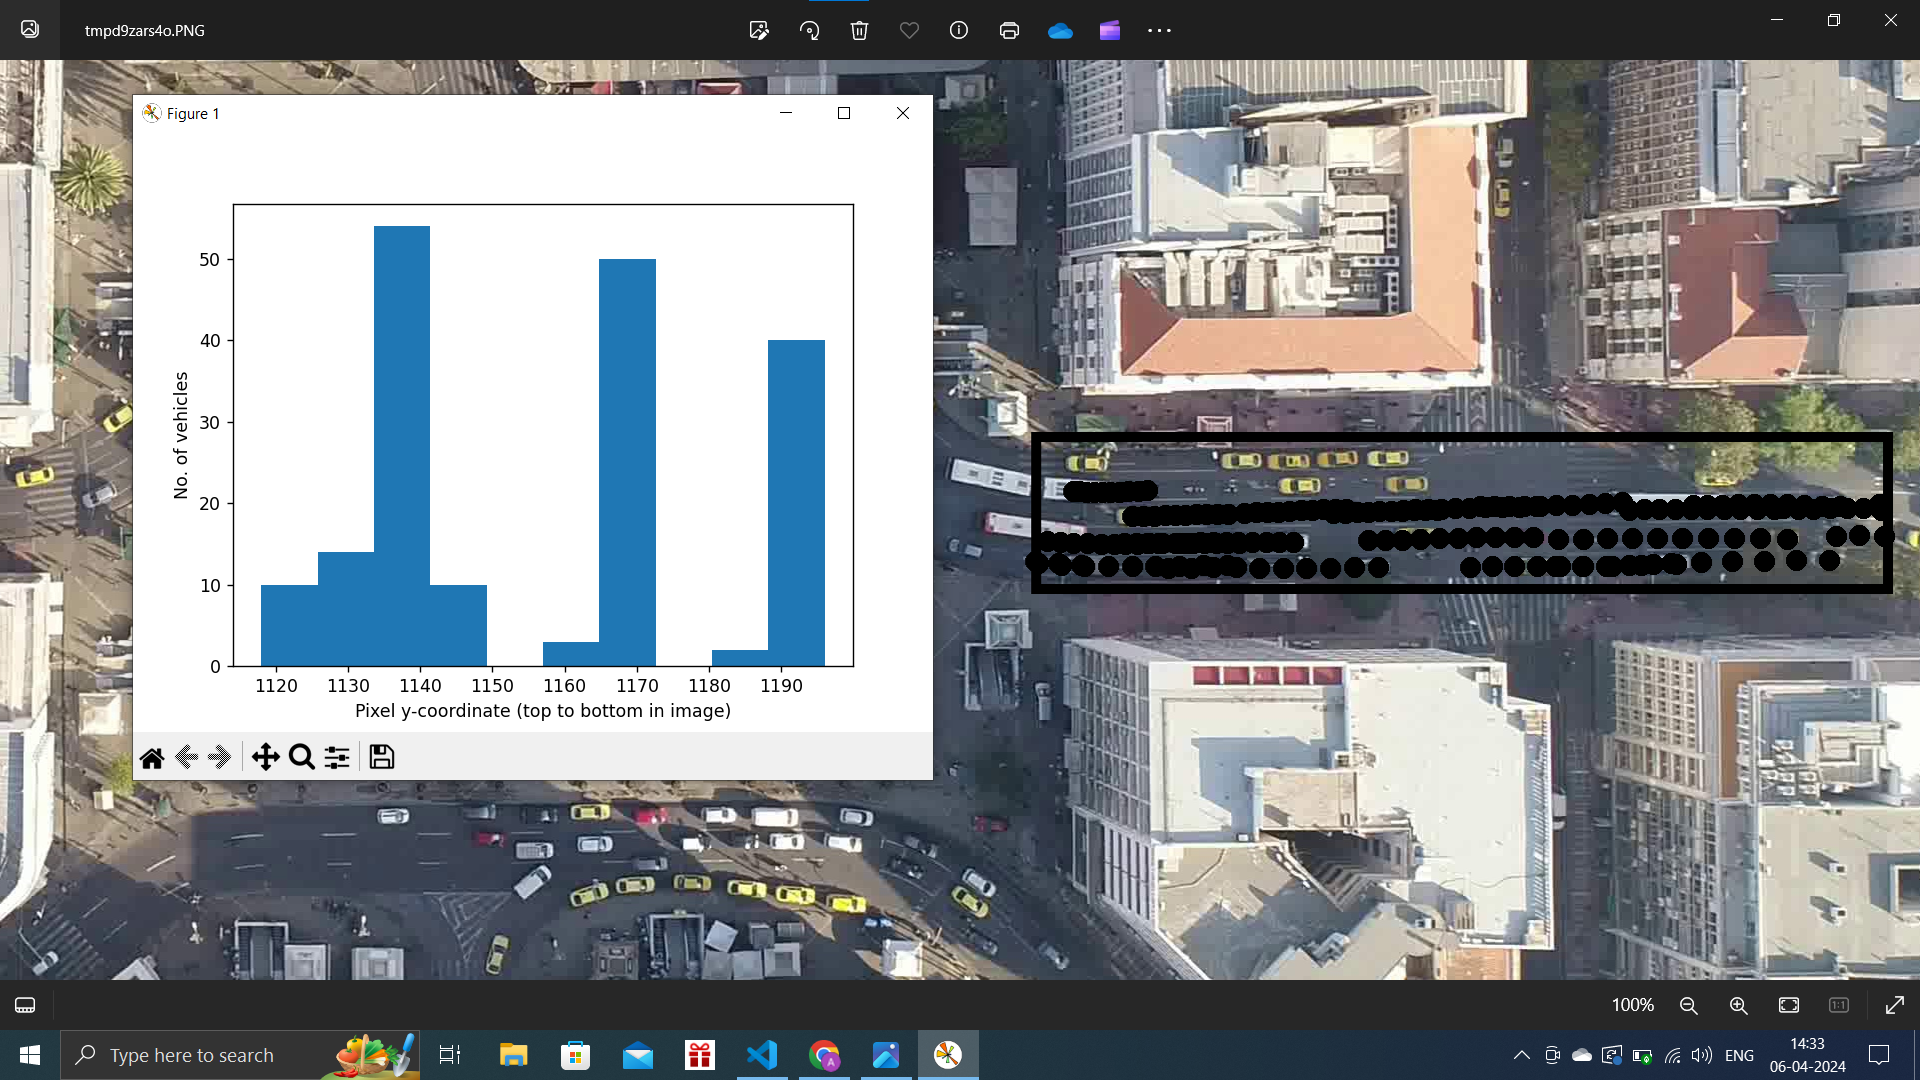 tmpd9zars4o.PNG
Figure 1
50
40
30
20
10
0
No. of vehicles
1120 1130 1140 1150 1160 1170 1180 1190
Pixel y-coordinate (top to bottom in image)
100%
1:1
Type here to search
A
ENG
14:33
06-04-2024